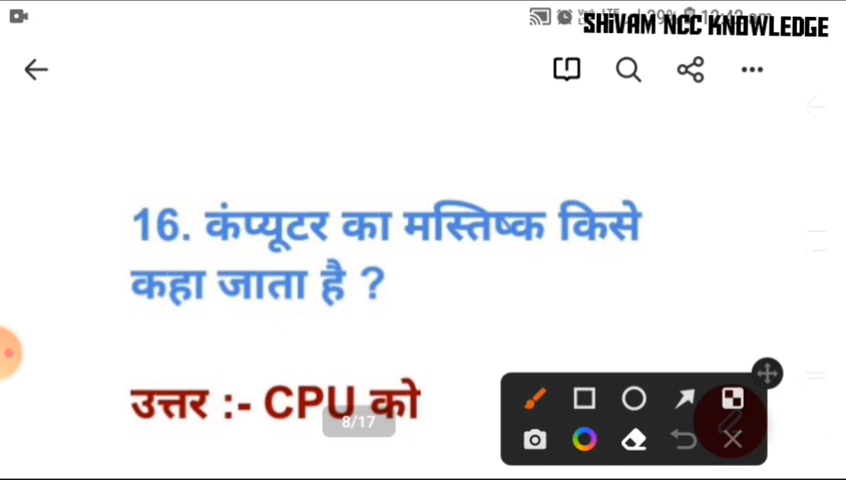 SHIVAM NCC KNOWLEDGE
16. कंप्यूटर का मस्तिष्क किसे
कहा जाता है ?
उत्तर :- CPU को
8/17